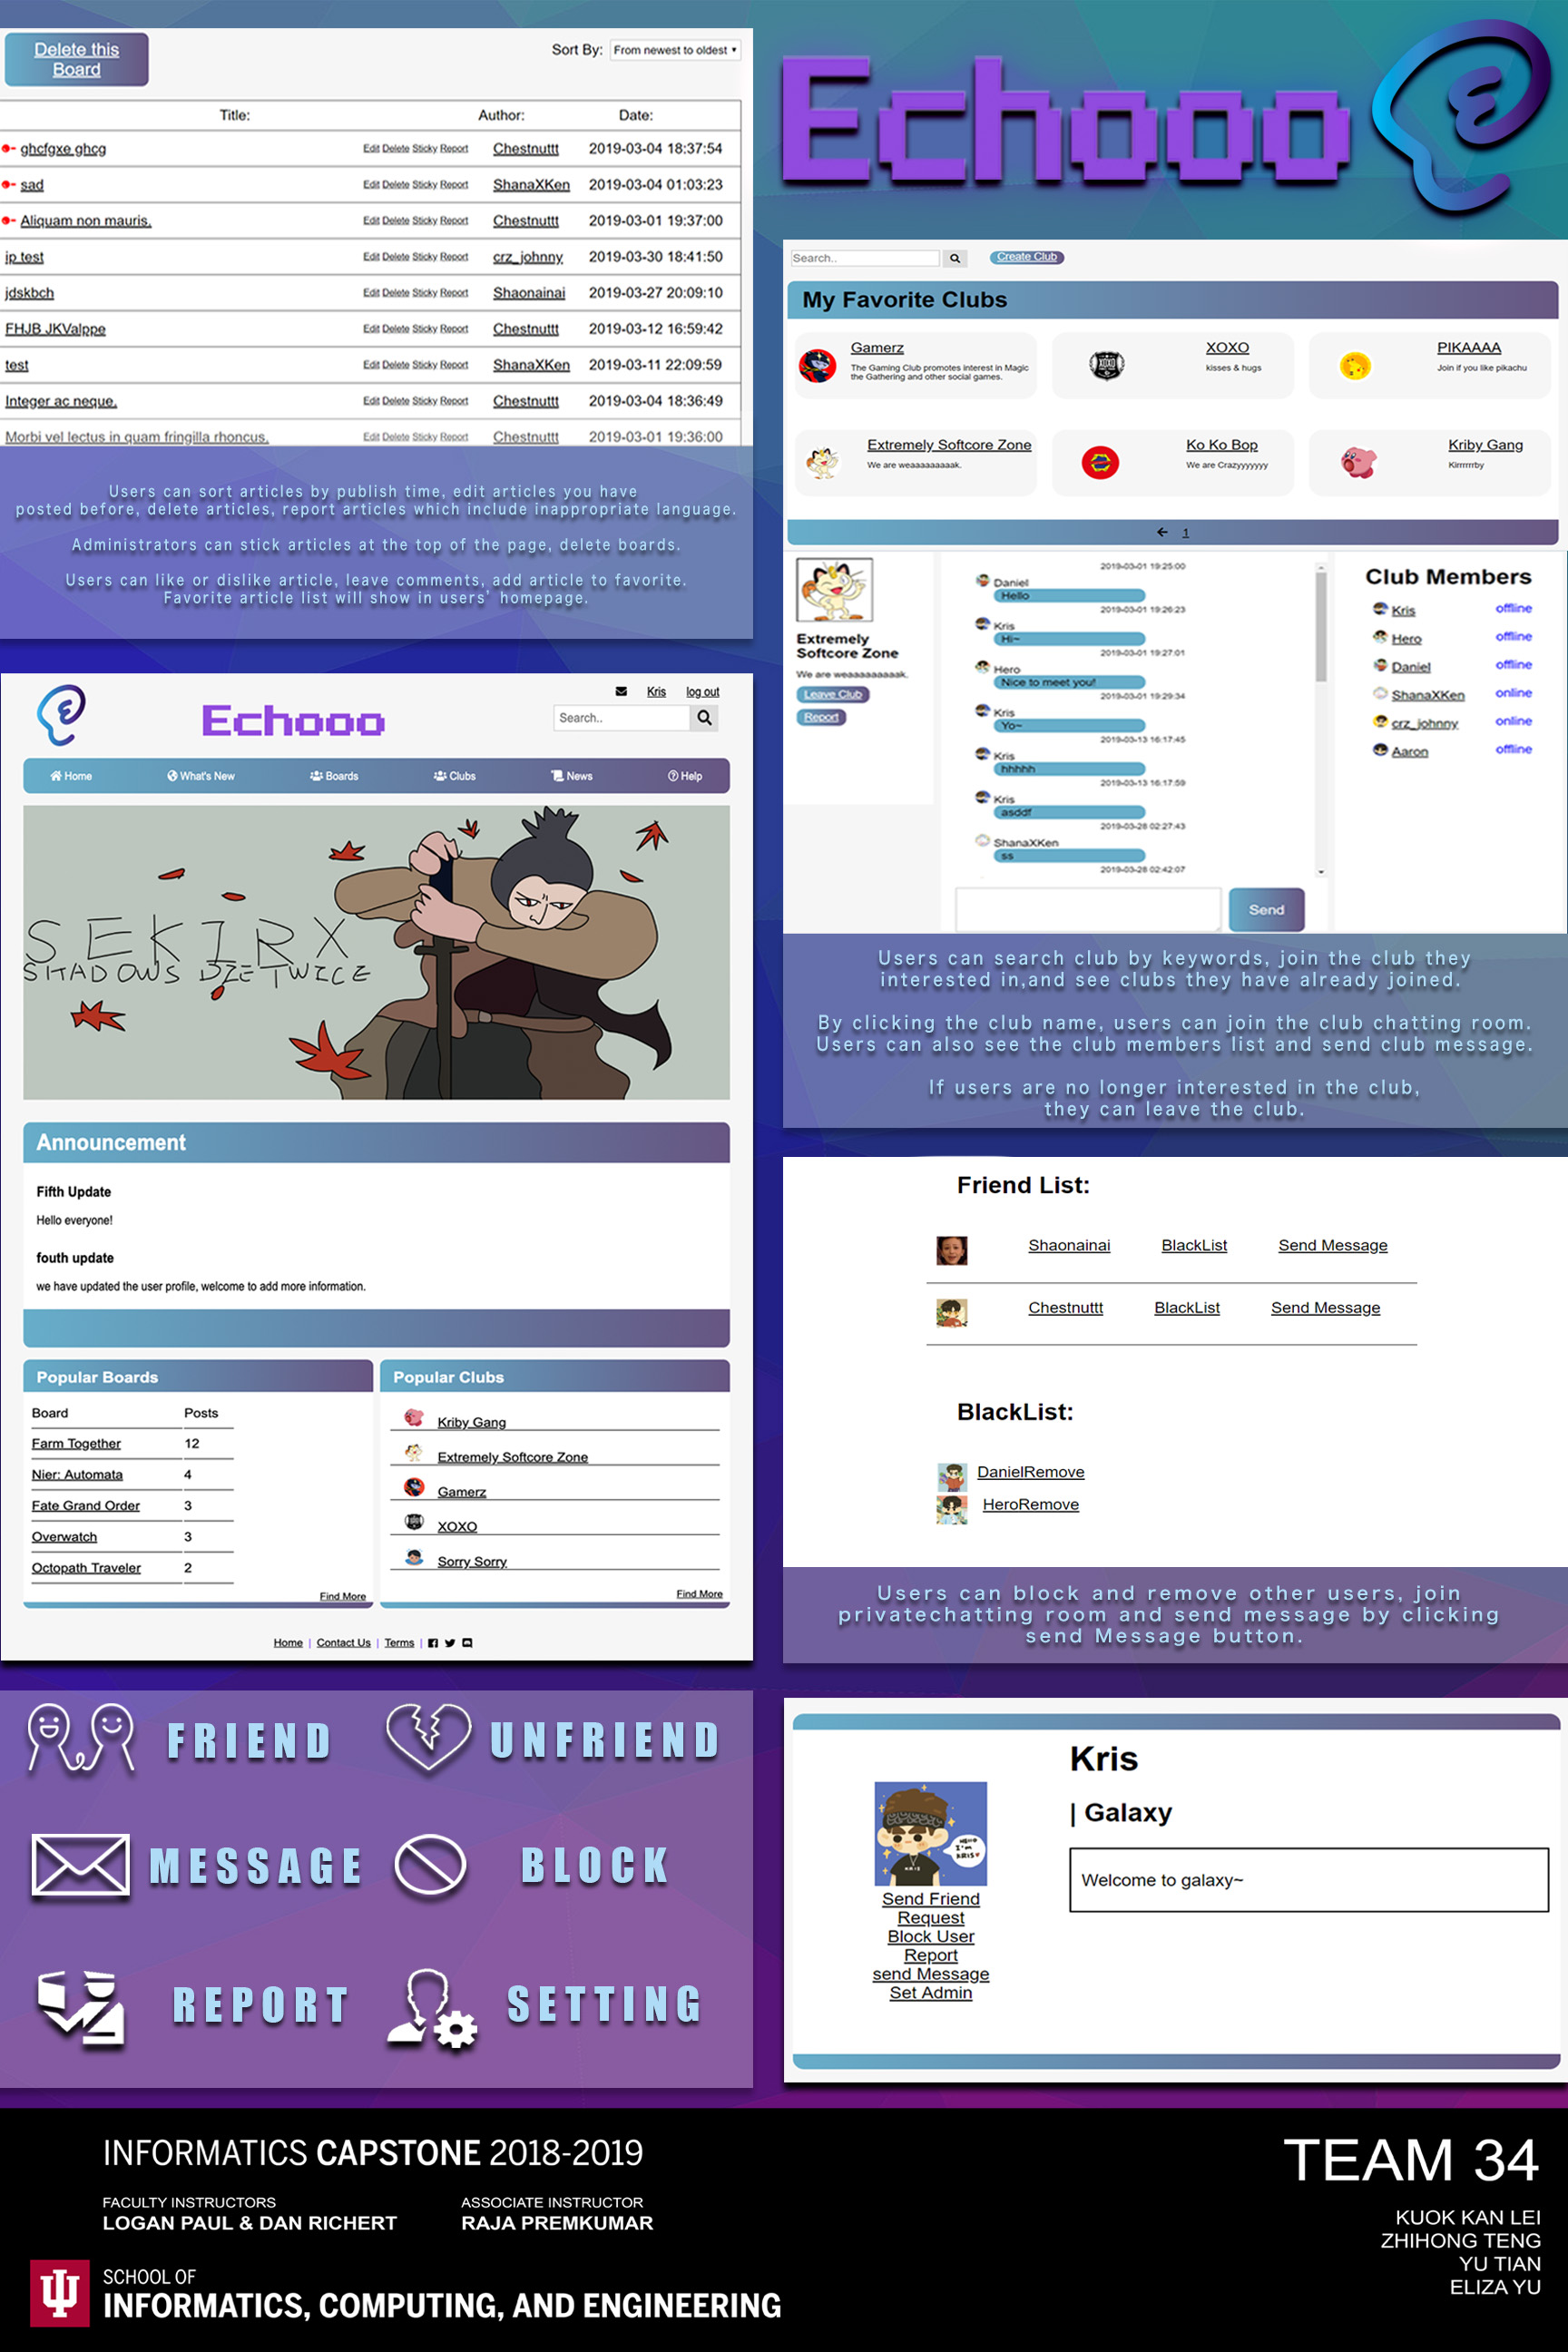 Delete this
Board
Sort By: From newest to oldest
Title: Author: Date:
ghcfgxe ghcg Edit Delete Sticky Report Chestnuttt 2019-03-04 18:37:54
sad Edit Delete Sticky Report ShanaXKen 2019-03-04 01:03:23
Aliquam non mauris. Edit Delete Sticky Report Chestnuttt 2019-03-01 19:37:00
ip test Edit Delete Sticky Report crz_johnny 2019-03-30 18:41:50
jdskbch Edit Delete Sticky Report Shaonainai 2019-03-27 20:09:10
FHJB JKValppe Edit Delete Sticky Report Chestnuttt 2019-03-12 16:59:42
test Edit Delete Sticky Report ShanaXKen 2019-03-11 22:09:59
Integer ac neque. Edit Delete Sticky Report Chestnuttt 2019-03-04 18:36:49
Morbi vel lectus in quam fringilla rhoncus. Edit Delete Sticky Report Chestnuttt 2019-03-01 19:36:00
Users can sort articles by publish time, edit articles you have
posted before, delete articles, report articles which include inappropriate language.
Administrators can stick articles at the top of the page, delete boards.
Users can like or dislike article, leave comments, add article to favorite.
Favorite article list will show in users' homepage.
Echooo
Search.. Create Club
My Favorite Clubs
Gamerz
The Gaming Club promotes interest in Magic
the Gathering and other social games.
XOXO
kisses & hugs
PIKAAAA
Join if you like pikachu
Extremely Softcore Zone
We are weaaaaaaaaak.
Ko Ko Bop
We are Crazyyyyyyy
Kriby Gang
Kirrrrrrby
1
Extremely
Softcore Zone
We are weaaaaaaaaak.
Leave Club
Report
2019-03-01 19:25:00
Daniel
Hello
2019-03-01 19:26:23
Kris
Hi~
2019-03-01 19:27:01
Hero
Nice to meet you!
2019-03-01 19:29:34
Kris
Yo~
2019-03-13 16:17:45
Kris
hhhhh
2019-03-13 16:17:59
Kris
asddf
2019-03-28 02:27:43
ShanaXKen
ss
2019-03-28 02:42:07
Send
Club Members
Kris offline
Hero offline
Daniel offline
ShanaXKen online
crz_johnny online
Aaron offline
Users can search club by keywords, join the club they
interested in,and see clubs they have already joined.
By clicking the club name, users can join the club chatting room.
Users can also see the club members list and send club message.
If users are no longer interested in the club,
they can leave the club.
Kris log out
Echooo
Search..
Home What's New Boards Clubs News Help
SEKIRX
SHADOWS DIE TWICE
Announcement
Fifth Update
Hello everyone!
fouth update
we have updated the user profile, welcome to add more information.
Popular Boards
Board Posts
Farm Together 12
Nier: Automata 4
Fate Grand Order 3
Overwatch 3
Octopath Traveler 2
Find More
Popular Clubs
Kriby Gang
Extremely Softcore Zone
Gamerz
XOXO
Sorry Sorry
Find More
Home | Contact Us | Terms |
Friend List:
Shaonainai BlackList Send Message
Chestnuttt BlackList Send Message
BlackList:
DanielRemove
HeroRemove
Users can block and remove other users, join
privatechatting room and send message by clicking
send Message button.
FRIEND UNFRIEND
MESSAGE BLOCK
REPORT SETTING
Kris
| Galaxy
Welcome to galaxy~
HELLO
I'M
KRIS
KRIS
Send Friend
Request
Block User
Report
send Message
Set Admin
INFORMATICS CAPSTONE 2018-2019
FACULTY INSTRUCTORS
LOGAN PAUL & DAN RICHERT
ASSOCIATE INSTRUCTOR
RAJA PREMKUMAR
SCHOOL OF
INFORMATICS, COMPUTING, AND ENGINEERING
TEAM 34
KUOK KAN LEI
ZHIHONG TENG
YU TIAN
ELIZA YU